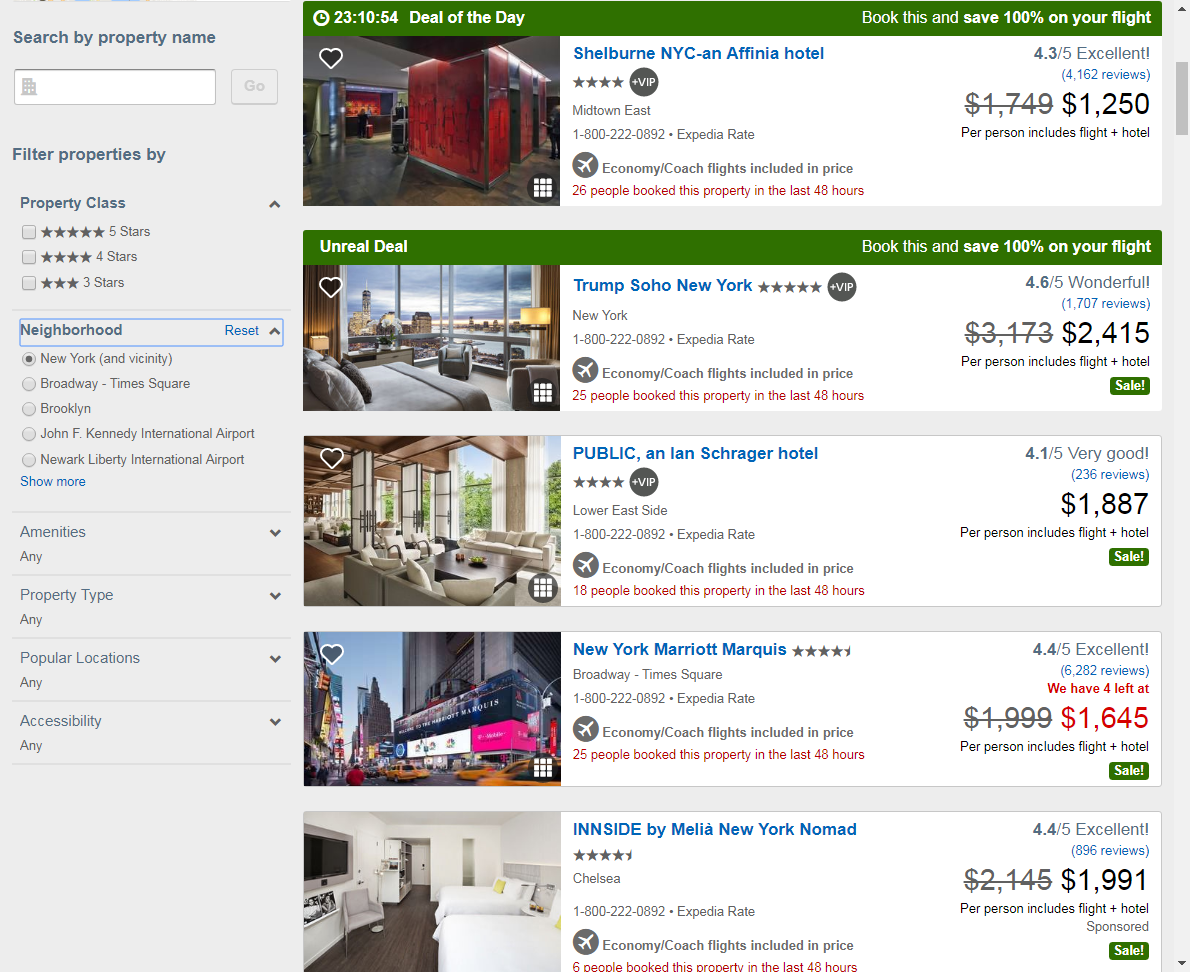 Search by property name
Go
Filter properties by
Property Class
5 Stars
4 Stars
3 Stars
Neighborhood Reset
New York (and vicinity)
Broadway - Times Square
Brooklyn
John F. Kennedy International Airport
Newark Liberty International Airport
Show more
Amenities
Any
Property Type
Any
Popular Locations
Any
Accessibility
Any
23:10:54 Deal of the Day Book this and save 100% on your flight
Shelburne NYC-an Affinia hotel
+VIP
Midtown East
1-800-222-0892 • Expedia Rate
Economy/Coach flights included in price
26 people booked this property in the last 48 hours
4.3/5 Excellent!
(4,162 reviews)
$1,749 $1,250
Per person includes flight + hotel
Unreal Deal Book this and save 100% on your flight
Trump Soho New York +VIP
New York
1-800-222-0892 • Expedia Rate
Economy/Coach flights included in price
25 people booked this property in the last 48 hours
4.6/5 Wonderful!
(1,707 reviews)
$3,173 $2,415
Per person includes flight + hotel
Sale!
PUBLIC, an Ian Schrager hotel
+VIP
Lower East Side
1-800-222-0892 • Expedia Rate
Economy/Coach flights included in price
18 people booked this property in the last 48 hours
4.1/5 Very good!
(236 reviews)
$1,887
Per person includes flight + hotel
Sale!
WELCOME TO THE MARRIOTT MARQUIS
New York Marriott Marquis
Broadway - Times Square
1-800-222-0892 • Expedia Rate
Economy/Coach flights included in price
25 people booked this property in the last 48 hours
4.4/5 Excellent!
(6,282 reviews)
We have 4 left at
$1,999 $1,645
Per person includes flight + hotel
Sale!
INNSIDE by Melià New York Nomad
Chelsea
1-800-222-0892 • Expedia Rate
Economy/Coach flights included in price
6 people booked this property in the last 48 hours
4.4/5 Excellent!
(896 reviews)
$2,145 $1,991
Per person includes flight + hotel
Sponsored
Sale!